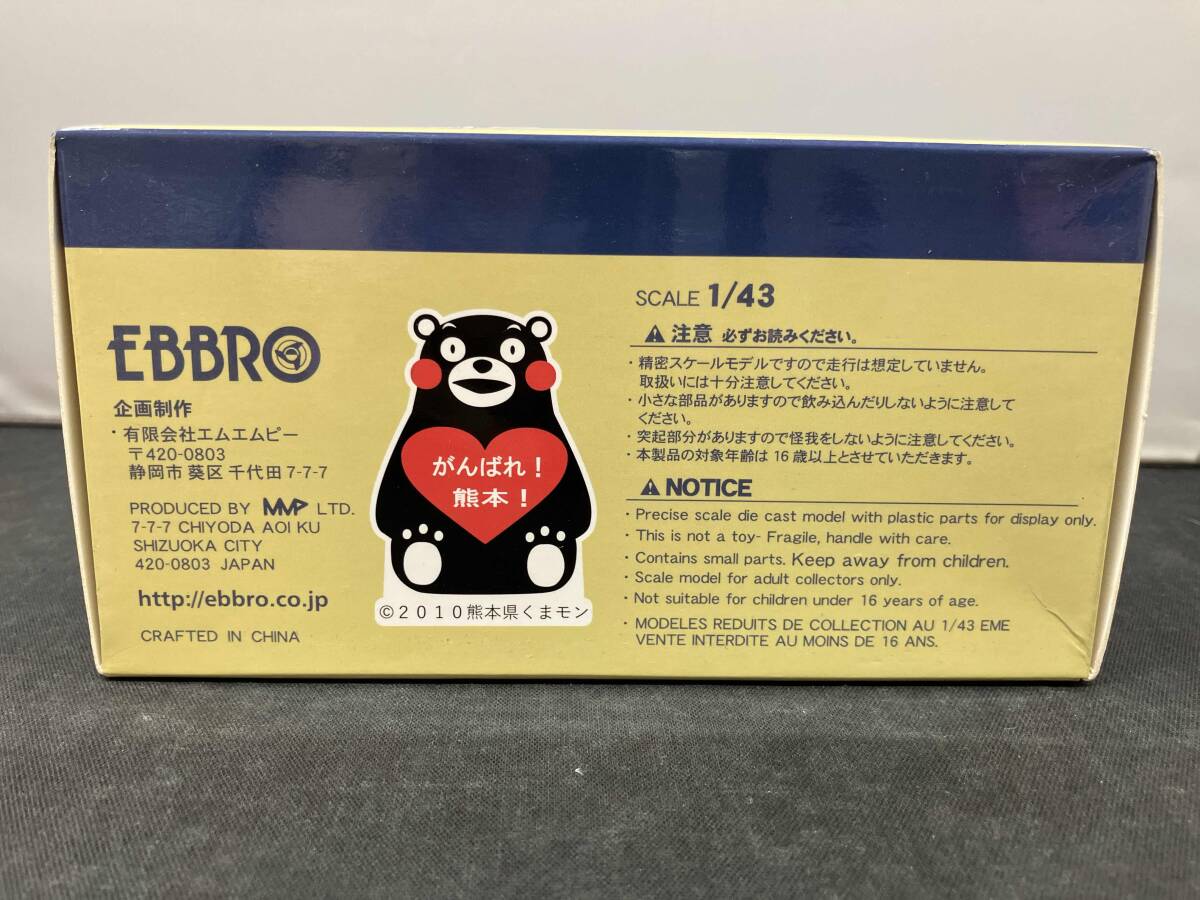 EBBRO
企画制作
・有限会社エムエムピー
〒420-0803
静岡市 葵区 千代田 7-7-7
PRODUCED BY MMP LTD.
7-7-7 CHIYODA AOI KU
SHIZUOKA CITY
420-0803 JAPAN
http://ebbro.co.jp
CRAFTED IN CHINA
がんばれ！
熊本！
©２０１０熊本県くまモン
SCALE 1/43
注意 必ずお読みください。
・精密スケールモデルですので走行は想定していません。
取扱いには十分注意してください。
・小さな部品がありますので飲み込んだりしないように注意して
ください。
・突起部分がありますので怪我をしないように注意してください。
・本製品の対象年齢は 16 歳以上とさせていただきます。
NOTICE
・Precise scale die cast model with plastic parts for display only.
・This is not a toy- Fragile, handle with care.
・Contains small parts. Keep away from children.
・Scale model for adult collectors only.
・Not suitable for children under 16 years of age.
・MODELES REDUITS DE COLLECTION AU 1/43 EME
VENTE INTERDITE AU MOINS DE 16 ANS.